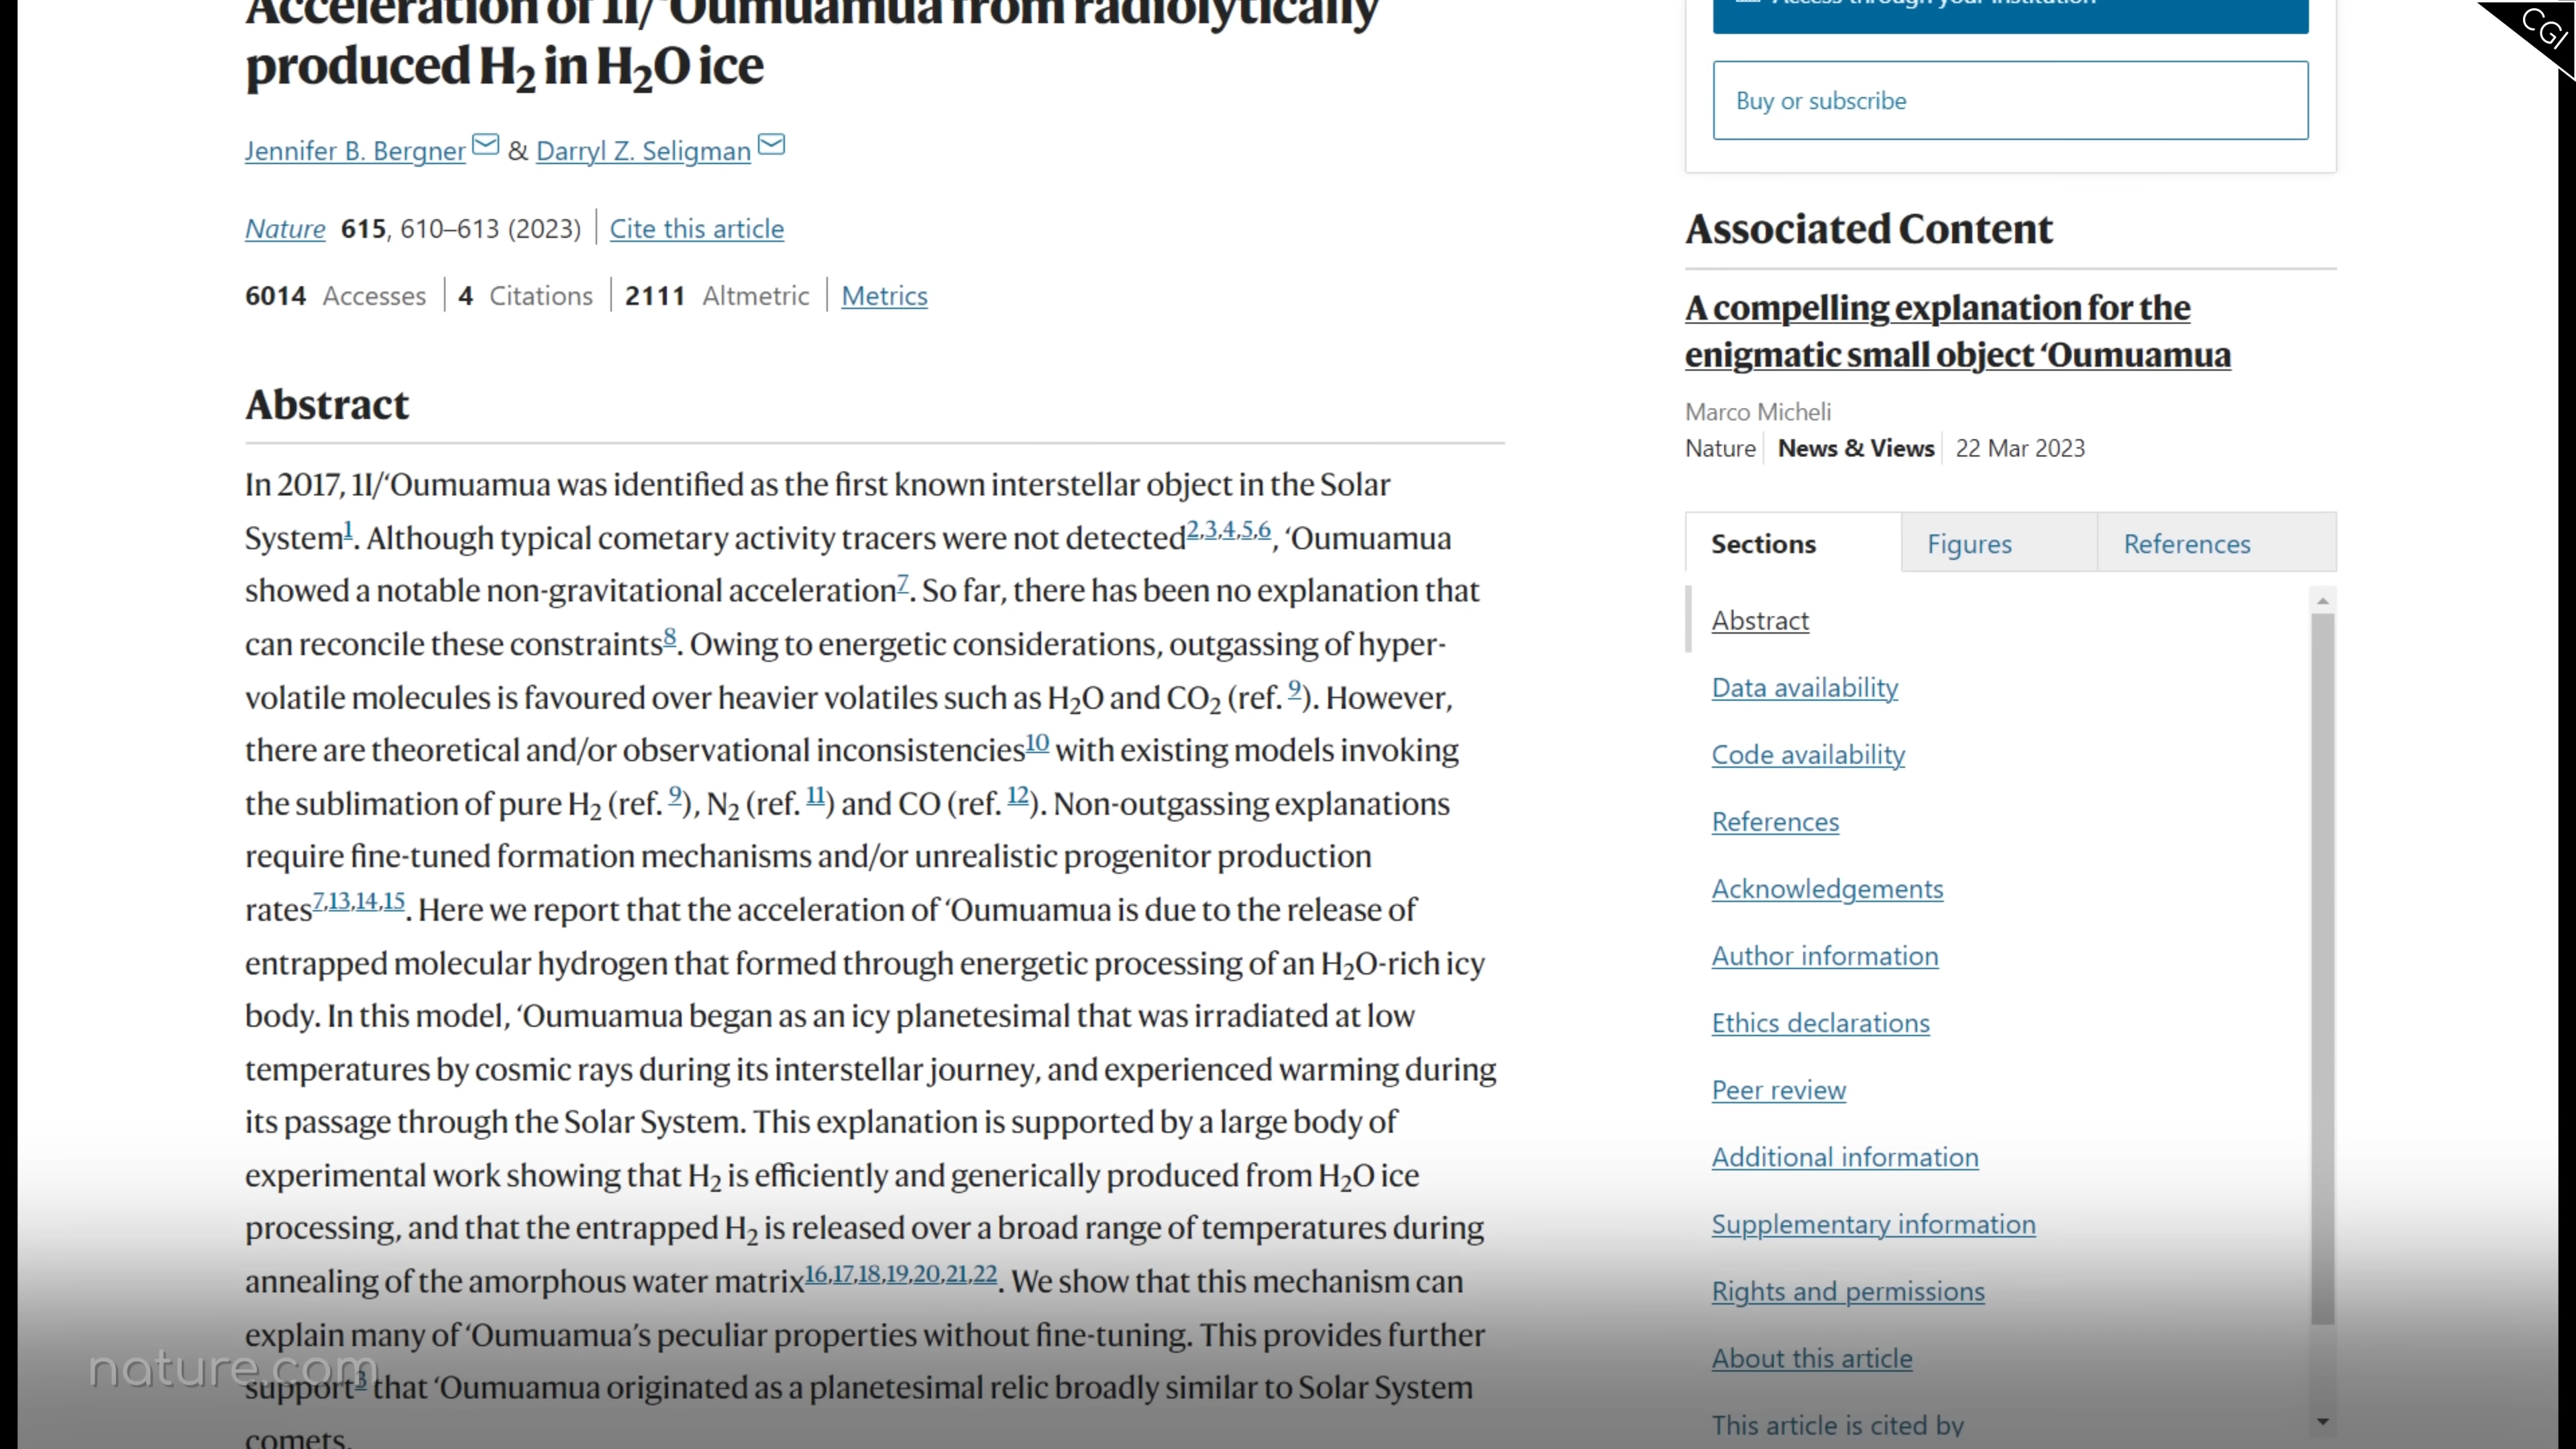 Acceleration of 1I/‘Oumuamua from radiolytically
produced H₂ in H₂O ice
Jennifer B. Bergner & Darryl Z. Seligman
Nature 615, 610–613 (2023) Cite this article
6014 Accesses 4 Citations 2111 Altmetric Metrics
Abstract
In 2017, 1I/‘Oumuamua was identified as the first known interstellar object in the Solar
System1. Although typical cometary activity tracers were not detected2,3,4,5,6, ‘Oumuamua
showed a notable non-gravitational acceleration7. So far, there has been no explanation that
can reconcile these constraints8. Owing to energetic considerations, outgassing of hyper-
volatile molecules is favoured over heavier volatiles such as H₂O and CO₂ (ref. 9). However,
there are theoretical and/or observational inconsistencies10 with existing models invoking
the sublimation of pure H₂ (ref. 9), N₂ (ref. 11) and CO (ref. 12). Non-outgassing explanations
require fine-tuned formation mechanisms and/or unrealistic progenitor production
rates7,13,14,15. Here we report that the acceleration of ‘Oumuamua is due to the release of
entrapped molecular hydrogen that formed through energetic processing of an H₂O-rich icy
body. In this model, ‘Oumuamua began as an icy planetesimal that was irradiated at low
temperatures by cosmic rays during its interstellar journey, and experienced warming during
its passage through the Solar System. This explanation is supported by a large body of
experimental work showing that H₂ is efficiently and generically produced from H₂O ice
processing, and that the entrapped H₂ is released over a broad range of temperatures during
annealing of the amorphous water matrix16,17,18,19,20,21,22. We show that this mechanism can
explain many of ‘Oumuamua’s peculiar properties without fine-tuning. This provides further
support3 that ‘Oumuamua originated as a planetesimal relic broadly similar to Solar System
comets.
nature.com
Access through your institution
Buy or subscribe
Associated Content
A compelling explanation for the
enigmatic small object ‘Oumuamua
Marco Micheli
Nature News & Views 22 Mar 2023
Sections Figures References
Abstract
Data availability
Code availability
References
Acknowledgements
Author information
Ethics declarations
Peer review
Additional information
Supplementary information
Rights and permissions
About this article
This article is cited by
CGI